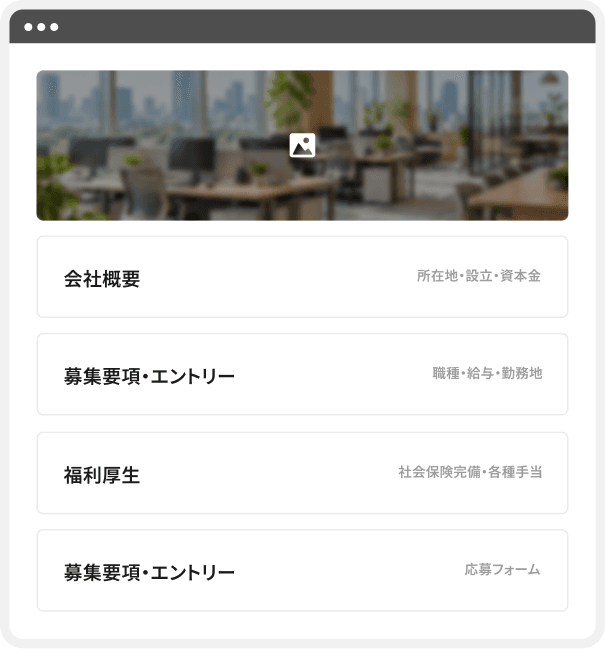 会社概要
所在地・設立・資本金
募集要項・エントリー
職種・給与・勤務地
福利厚生
社会保険完備・各種手当
募集要項・エントリー
応募フォーム